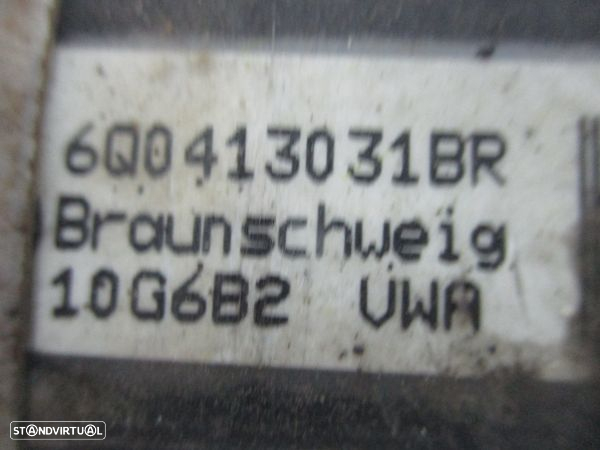 6Q0413031BR
Braunschweig
10G6B2 VWA
STANDVIRTUAL